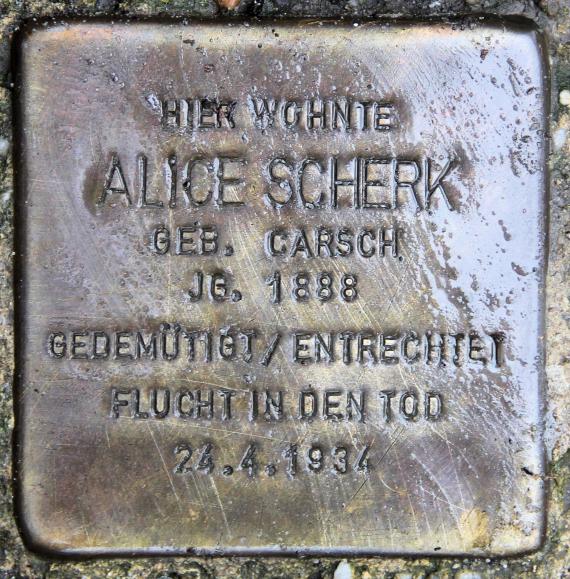 HIER WOHNTE
ALICE SCHERK
GEB. CARSCH
JG. 1888
GEDEMÜTIGT/ENTRECHTET
FLUCHT IN DEN TOD
24.4.1934